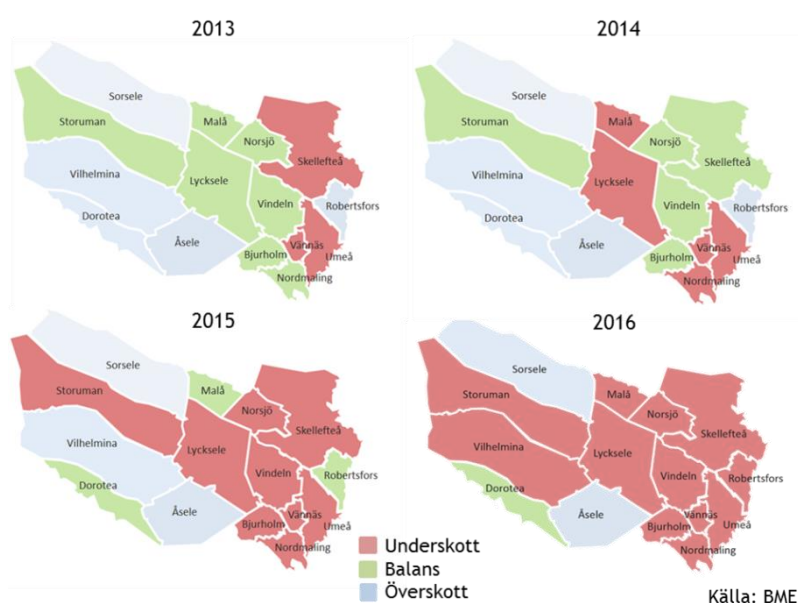 2013
Sorsele
Storuman
Malå
Norsjö
Skellefteå
Vilhelmina
Lycksele
Dorotea
Vindeln
Robertsfors
Åsele
Vännäs
Umeå
Bjurholm
Nordmaling
2014
Sorsele
Storuman
Malå
Norsjö
Skellefteå
Vilhelmina
Lycksele
Dorotea
Vindeln
Robertsfors
Åsele
Vännäs
Umeå
Bjurholm
Nordmaling
2015
Sorsele
Storuman
Malå
Norsjö
Skellefteå
Vilhelmina
Lycksele
Dorotea
Vindeln
Robertsfors
Åsele
Vännäs
Umeå
Bjurholm
Nordmaling
2016
Sorsele
Storuman
Malå
Norsjö
Skellefteå
Vilhelmina
Lycksele
Dorotea
Vindeln
Robertsfors
Åsele
Vännäs
Umeå
Bjurholm
Nordmaling
Underskott
Balans
Överskott
Källa: BME